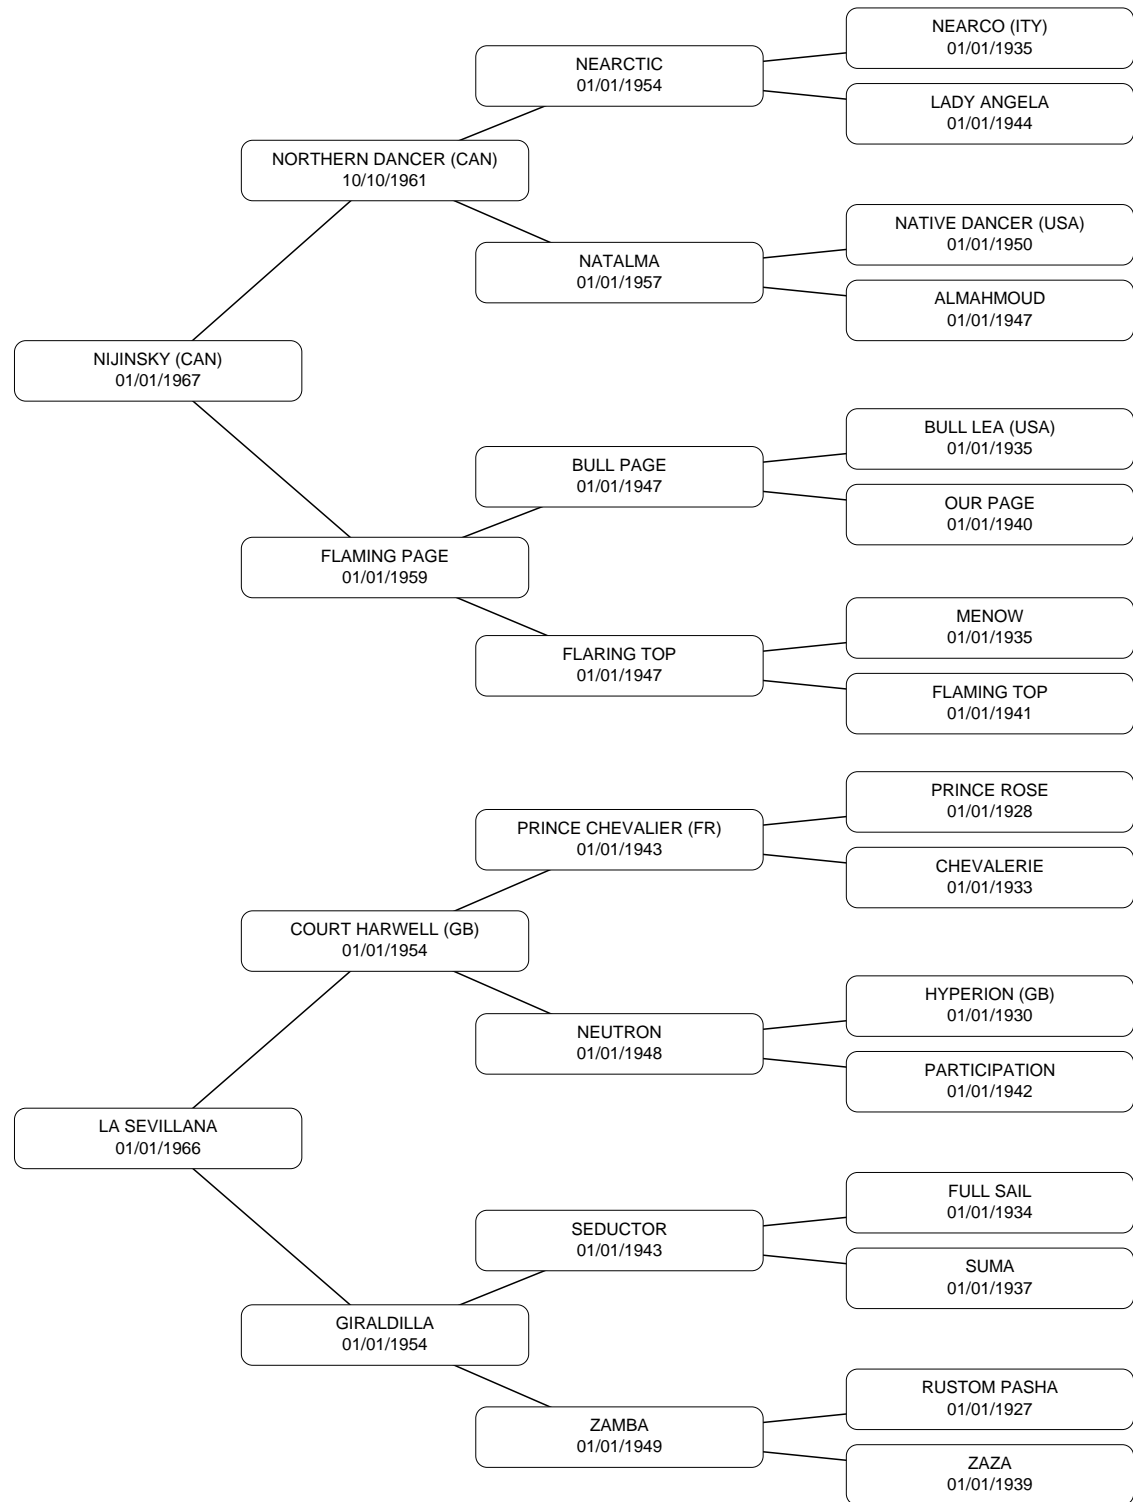 NEARCO (ITY)
01/01/1935
NEARCTIC
01/01/1954
LADY ANGELA
01/01/1944
NORTHERN DANCER (CAN)
10/10/1961
NATIVE DANCER (USA)
01/01/1950
NATALMA
01/01/1957
ALMAHMOUD
01/01/1947
NIJINSKY (CAN)
01/01/1967
BULL LEA (USA)
01/01/1935
BULL PAGE
01/01/1947
OUR PAGE
01/01/1940
FLAMING PAGE
01/01/1959
MENOW
01/01/1935
FLARING TOP
01/01/1947
FLAMING TOP
01/01/1941
PRINCE ROSE
01/01/1928
PRINCE CHEVALIER (FR)
01/01/1943
CHEVALERIE
01/01/1933
COURT HARWELL (GB)
01/01/1954
HYPERION (GB)
01/01/1930
NEUTRON
01/01/1948
PARTICIPATION
01/01/1942
LA SEVILLANA
01/01/1966
FULL SAIL
01/01/1934
SEDUCTOR
01/01/1943
SUMA
01/01/1937
GIRALDILLA
01/01/1954
RUSTOM PASHA
01/01/1927
ZAMBA
01/01/1949
ZAZA
01/01/1939